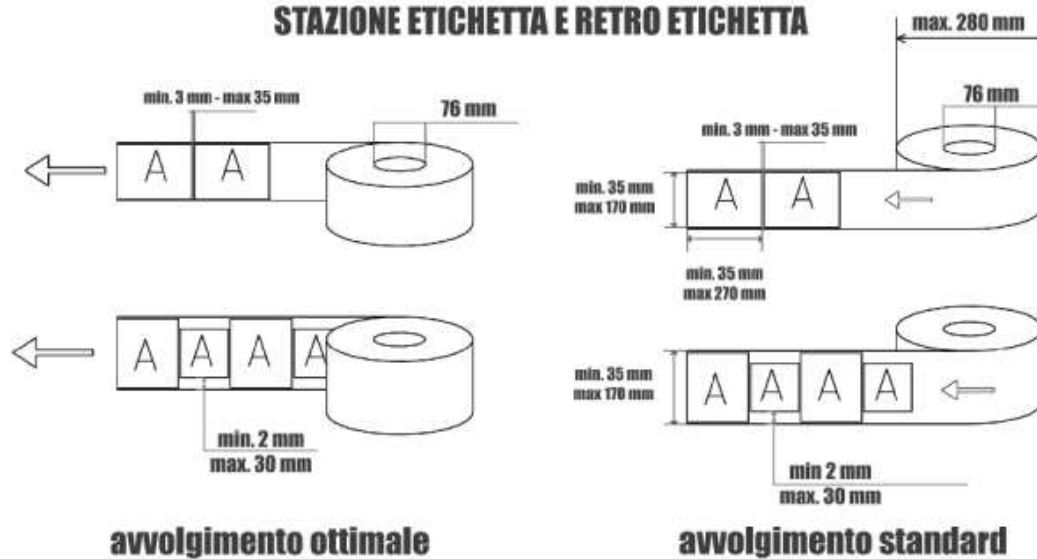 STAZIONE ETICHETTA E RETRO ETICHETTA
max. 280 mm
min. 3 mm - max 35 mm
76 mm
A A
min. 3 mm - max 35 mm
76 mm
min. 35 mm
max 170 mm
A A
min. 35 mm
max 270 mm
A A A A
min. 2 mm
max. 30 mm
min. 35 mm
max 170 mm
A A A A
min 2 mm
max. 30 mm
avvolgimento ottimale
avvolgimento standard